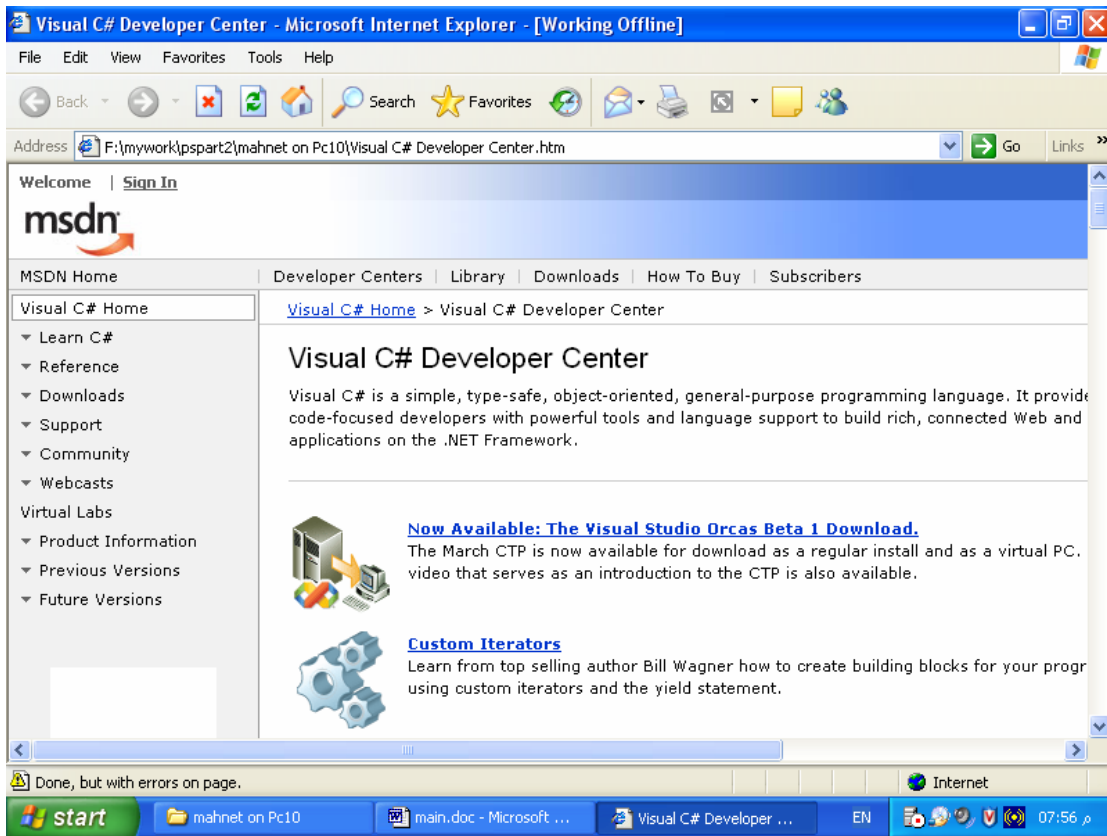 Visual C# Developer Center - Microsoft Internet Explorer - [Working Offline]
File Edit View Favorites Tools Help
Back Search Favorites
Address F:\mywork\pspart2\mahnet on Pc10\Visual C# Developer Center.htm Go Links »
Welcome | Sign In
msdn
MSDN Home | Developer Centers | Library | Downloads | How To Buy | Subscribers
Visual C# Home
Learn C#
Reference
Downloads
Support
Community
Webcasts
Virtual Labs
Product Information
Previous Versions
Future Versions
Visual C# Home > Visual C# Developer Center
Visual C# Developer Center
Visual C# is a simple, type-safe, object-oriented, general-purpose programming language. It provide
code-focused developers with powerful tools and language support to build rich, connected Web and
applications on the .NET Framework.
Now Available: The Visual Studio Orcas Beta 1 Download.
The March CTP is now available for download as a regular install and as a virtual PC.
video that serves as an introduction to the CTP is also available.
Custom Iterators
Learn from top selling author Bill Wagner how to create building blocks for your progr
using custom iterators and the yield statement.
Done, but with errors on page. Internet
start mahnet on Pc10 main.doc - Microsoft ... Visual C# Developer ... EN 07:56 م